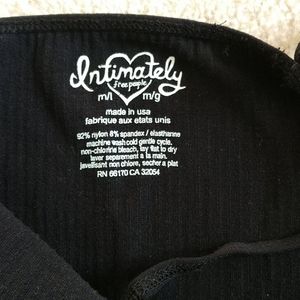 Intimately
free people
m/l m/g
made in usa
fabrique aux etats unis
92% nylon 8% spandex / elasthanne
machine wash cold gentle cycle.
non-chlorine bleach, lay flat to dry
laver separement a la main,
javellisant non chlore, secher a plat
RN 66170 CA 32054